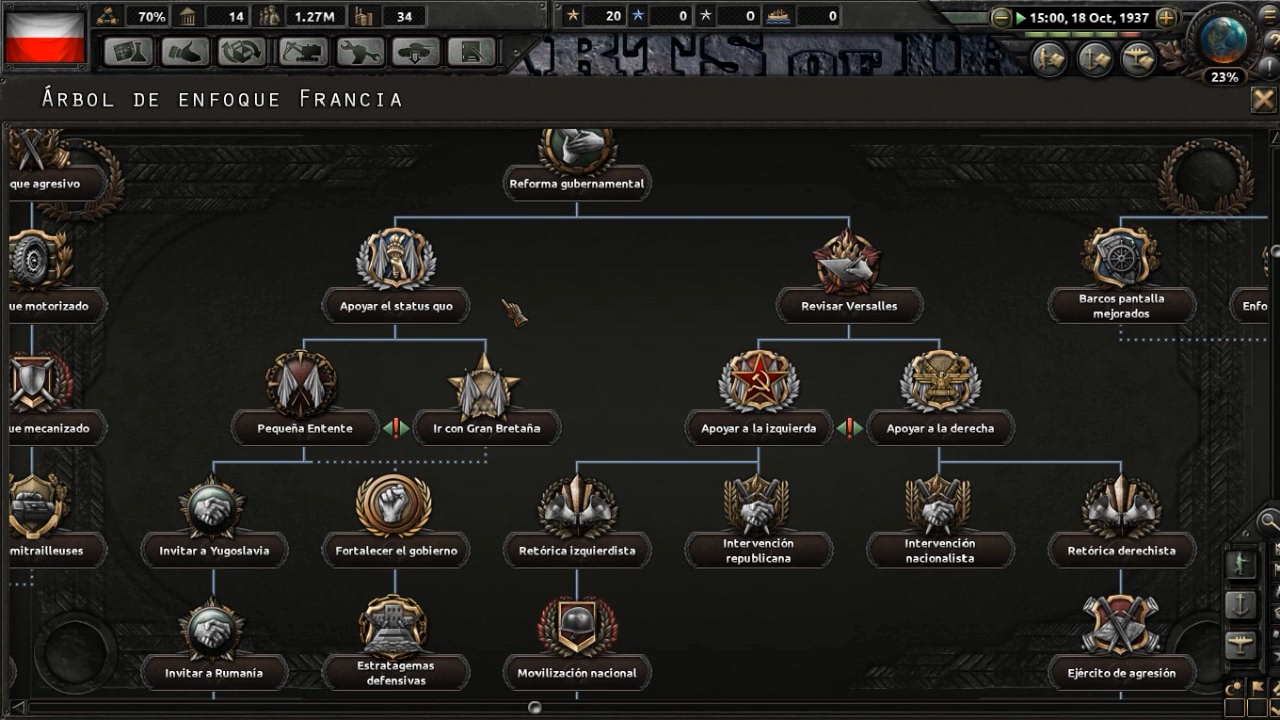 70%
14
1.27M
34
20
0
0
0
15:00, 18 Oct, 1937
23%
Árbol de enfoque Francia
que agresivo
Reforma gubernamental
ue motorizado
Apoyar el status quo
Revisar Versalles
Barcos pantalla
mejorados
Enfo
ue mecanizado
Pequeña Entente
Ir con Gran Bretaña
Apoyar a la izquierda
Apoyar a la derecha
mitrailleuses
Invitar a Yugoslavia
Fortalecer el gobierno
Retórica izquierdista
Intervención
republicana
Intervención
nacionalista
Retórica derechista
Invitar a Rumanía
Estratagemas
defensivas
Movilización nacional
Ejército de agresión